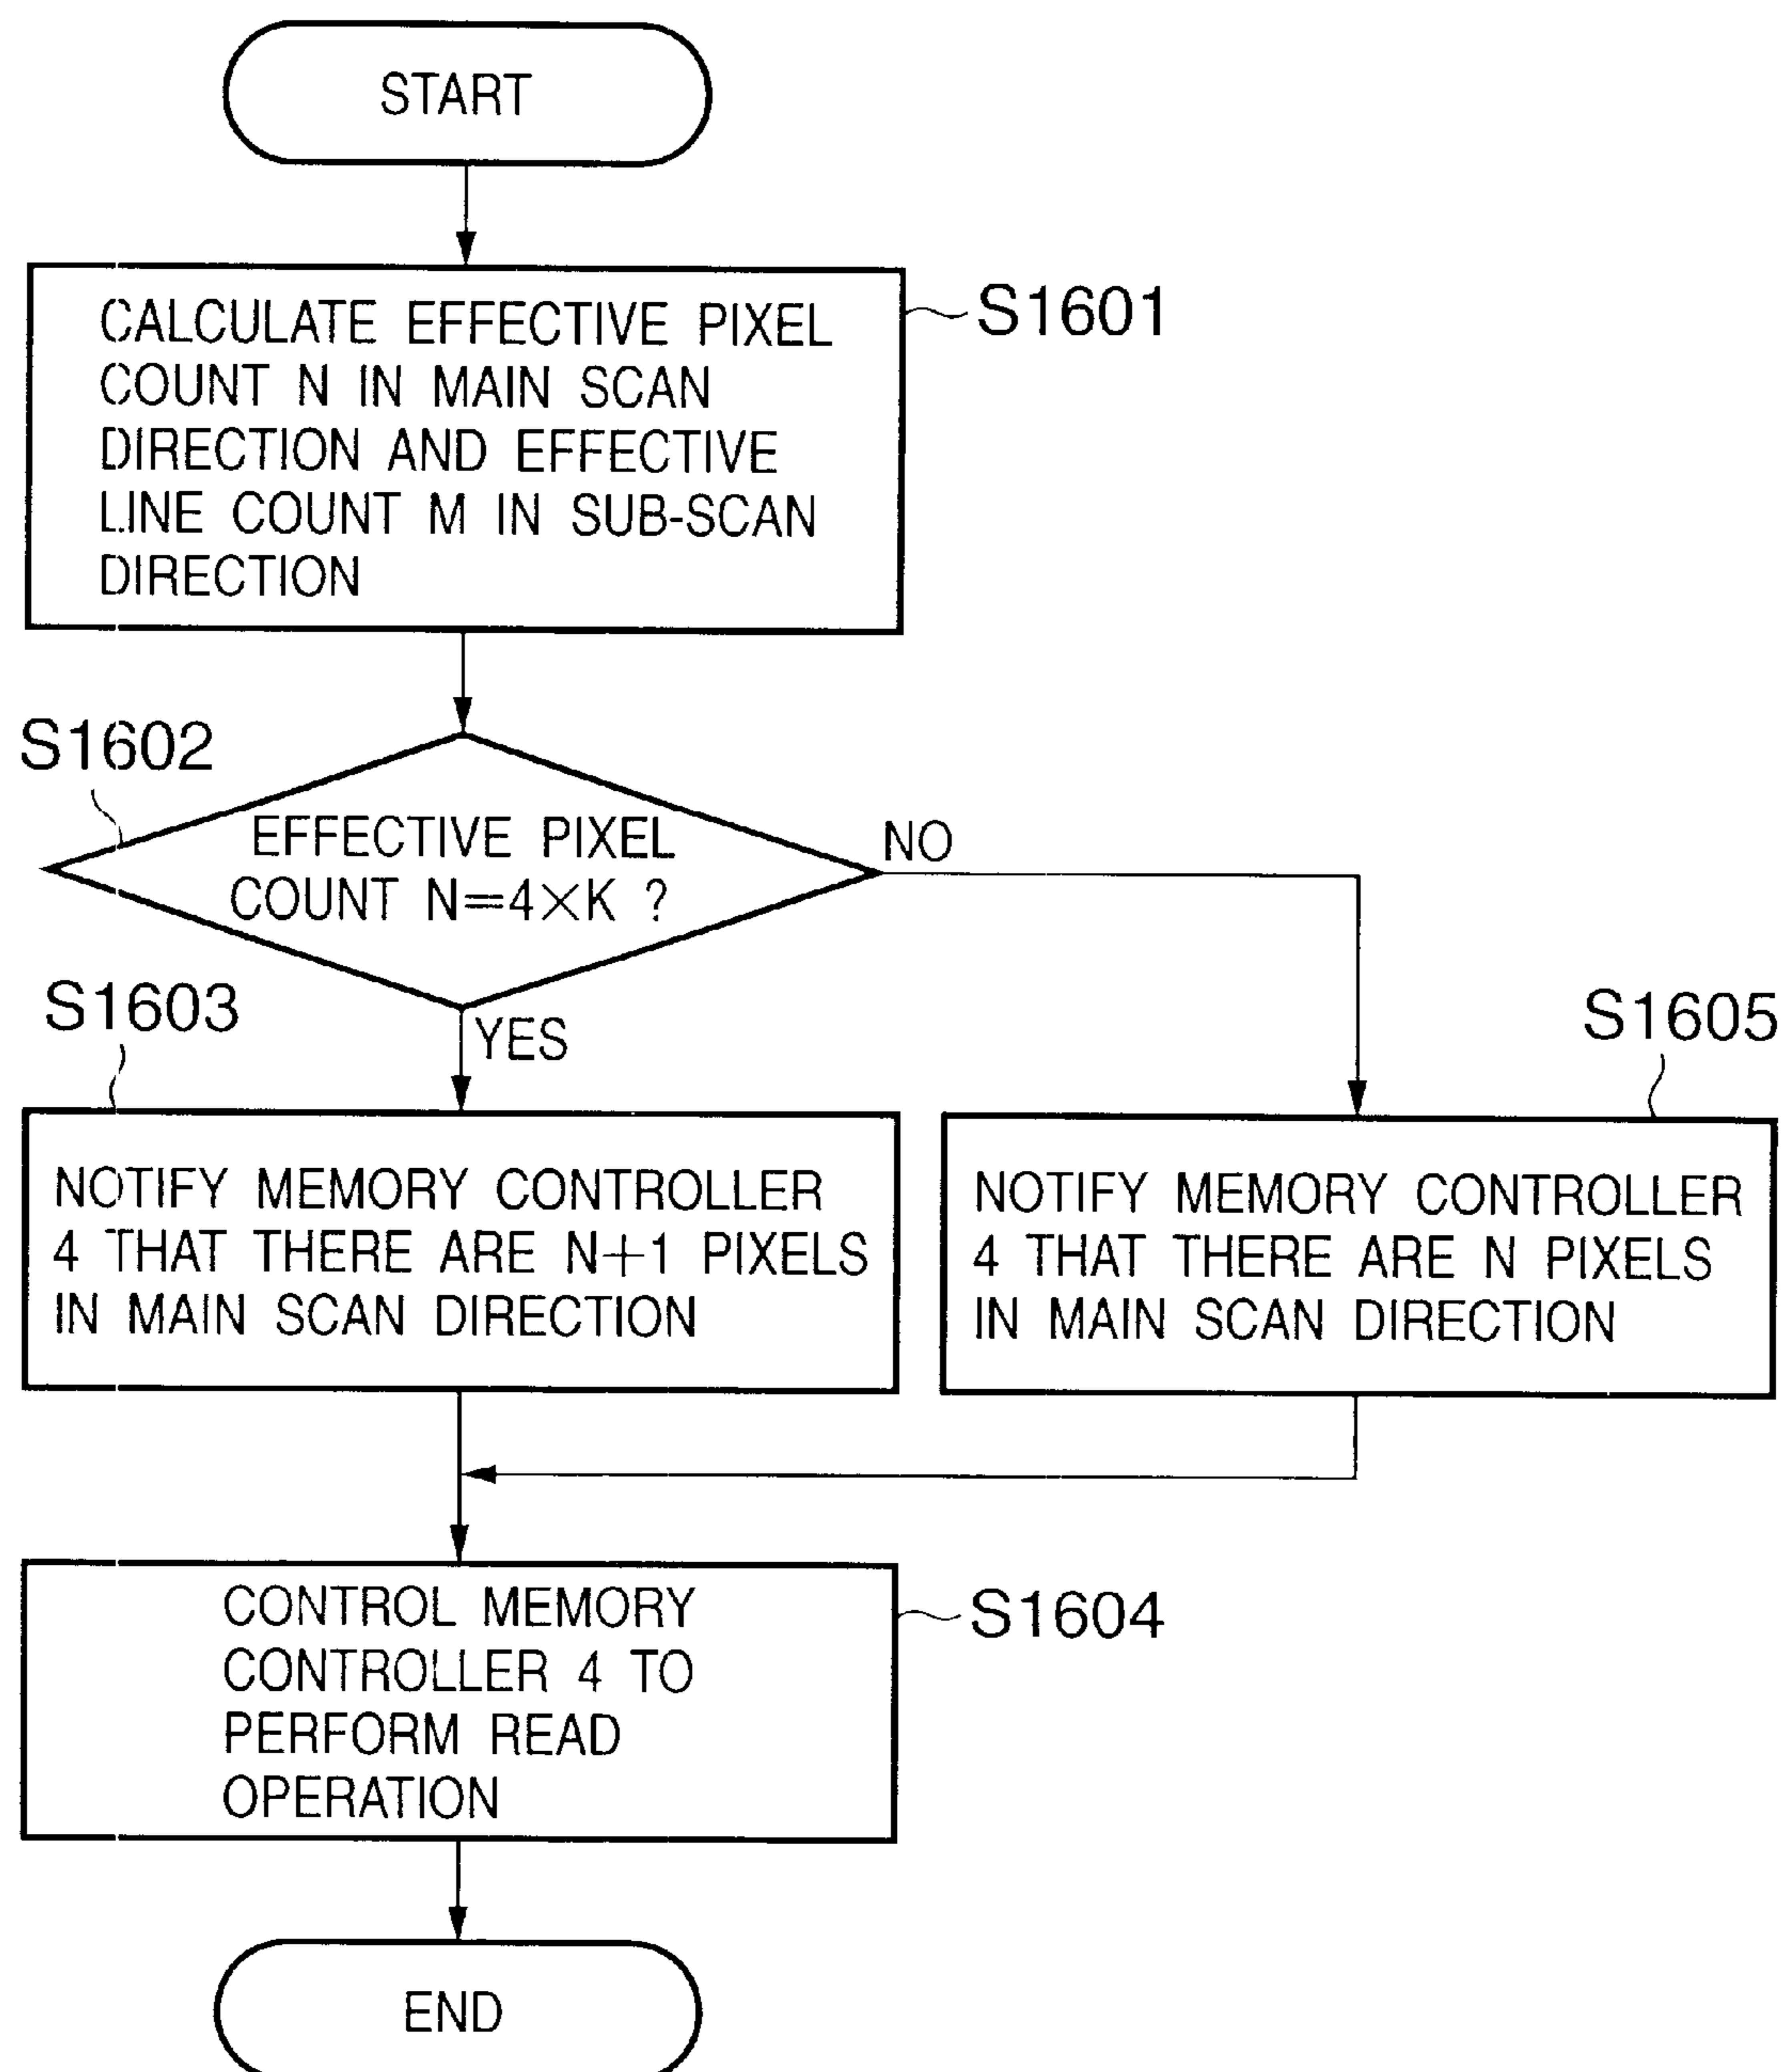 START
CALCULATE EFFECTIVE PIXEL
COUNT N IN MAIN SCAN
DIRECTION AND EFFECTIVE
LINE COUNT M IN SUB-SCAN
DIRECTION
S1601
S1602
EFFECTIVE PIXEL
COUNT N=4×K ?
NO
YES
S1603
NOTIFY MEMORY CONTROLLER
4 THAT THERE ARE N+1 PIXELS
IN MAIN SCAN DIRECTION
S1605
NOTIFY MEMORY CONTROLLER
4 THAT THERE ARE N PIXELS
IN MAIN SCAN DIRECTION
CONTROL MEMORY
CONTROLLER 4 TO
PERFORM READ
OPERATION
S1604
END